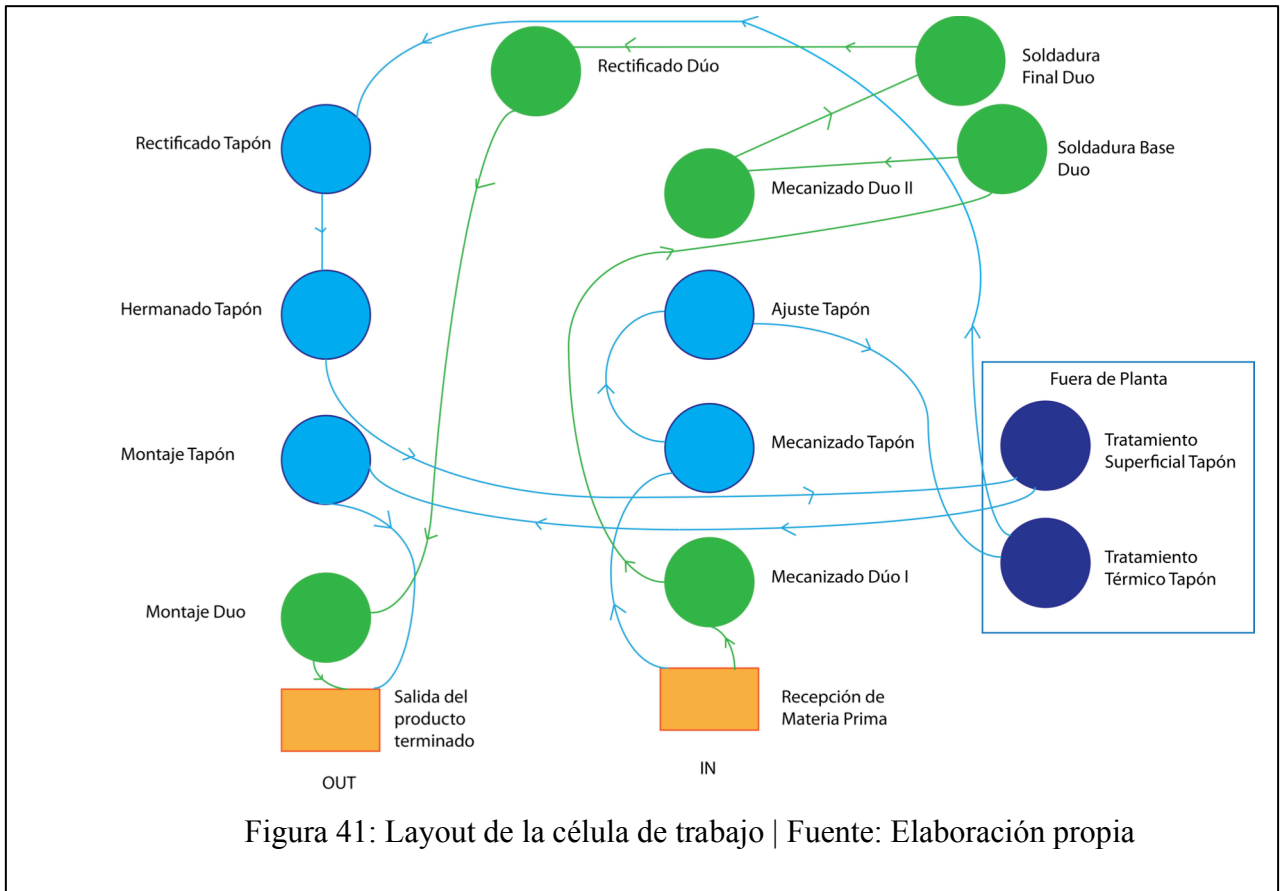 Rectificado Dúo
Soldadura
Final Duo
Rectificado Tapón
Soldadura Base
Duo
Mecanizado Duo II
Hermanado Tapón
Ajuste Tapón
Fuera de Planta
Montaje Tapón
Mecanizado Tapón
Tratamiento
Superficial Tapón
Mecanizado Dúo I
Tratamiento
Térmico Tapón
Montaje Duo
Salida del
producto
terminado
Recepción de
Materia Prima
OUT
IN
Figura 41: Layout de la célula de trabajo | Fuente: Elaboración propia